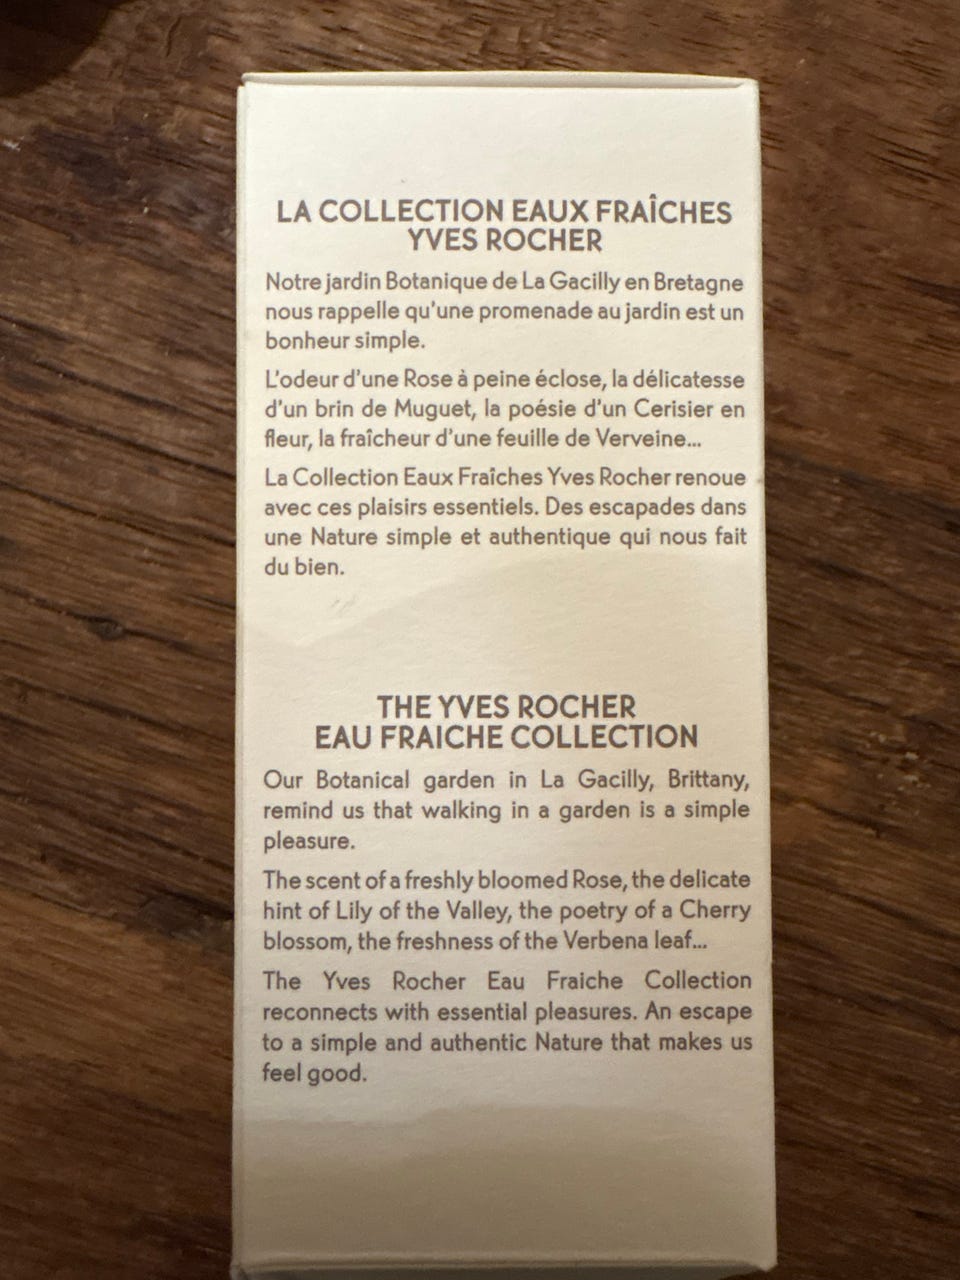 LA COLLECTION EAUX FRAÎCHES
YVES ROCHER
Notre jardin Botanique de La Gacilly en Bretagne
nous rappelle qu'une promenade au jardin est un
bonheur simple.
L'odeur d'une Rose à peine éclose, la délicatesse
d'un brin de Muguet, la poésie d'un Cerisier en
fleur, la fraîcheur d'une feuille de Verveine...
La Collection Eaux Fraîches Yves Rocher renoue
avec ces plaisirs essentiels. Des escapades dans
une Nature simple et authentique qui nous fait
du bien.
THE YVES ROCHER
EAU FRAICHE COLLECTION
Our Botanical garden in La Gacilly, Brittany,
remind us that walking in a garden is a simple
pleasure.
The scent of a freshly bloomed Rose, the delicate
hint of Lily of the Valley, the poetry of a Cherry
blossom, the freshness of the Verbena leaf...
The Yves Rocher Eau Fraiche Collection
reconnects with essential pleasures. An escape
to a simple and authentic Nature that makes us
feel good.